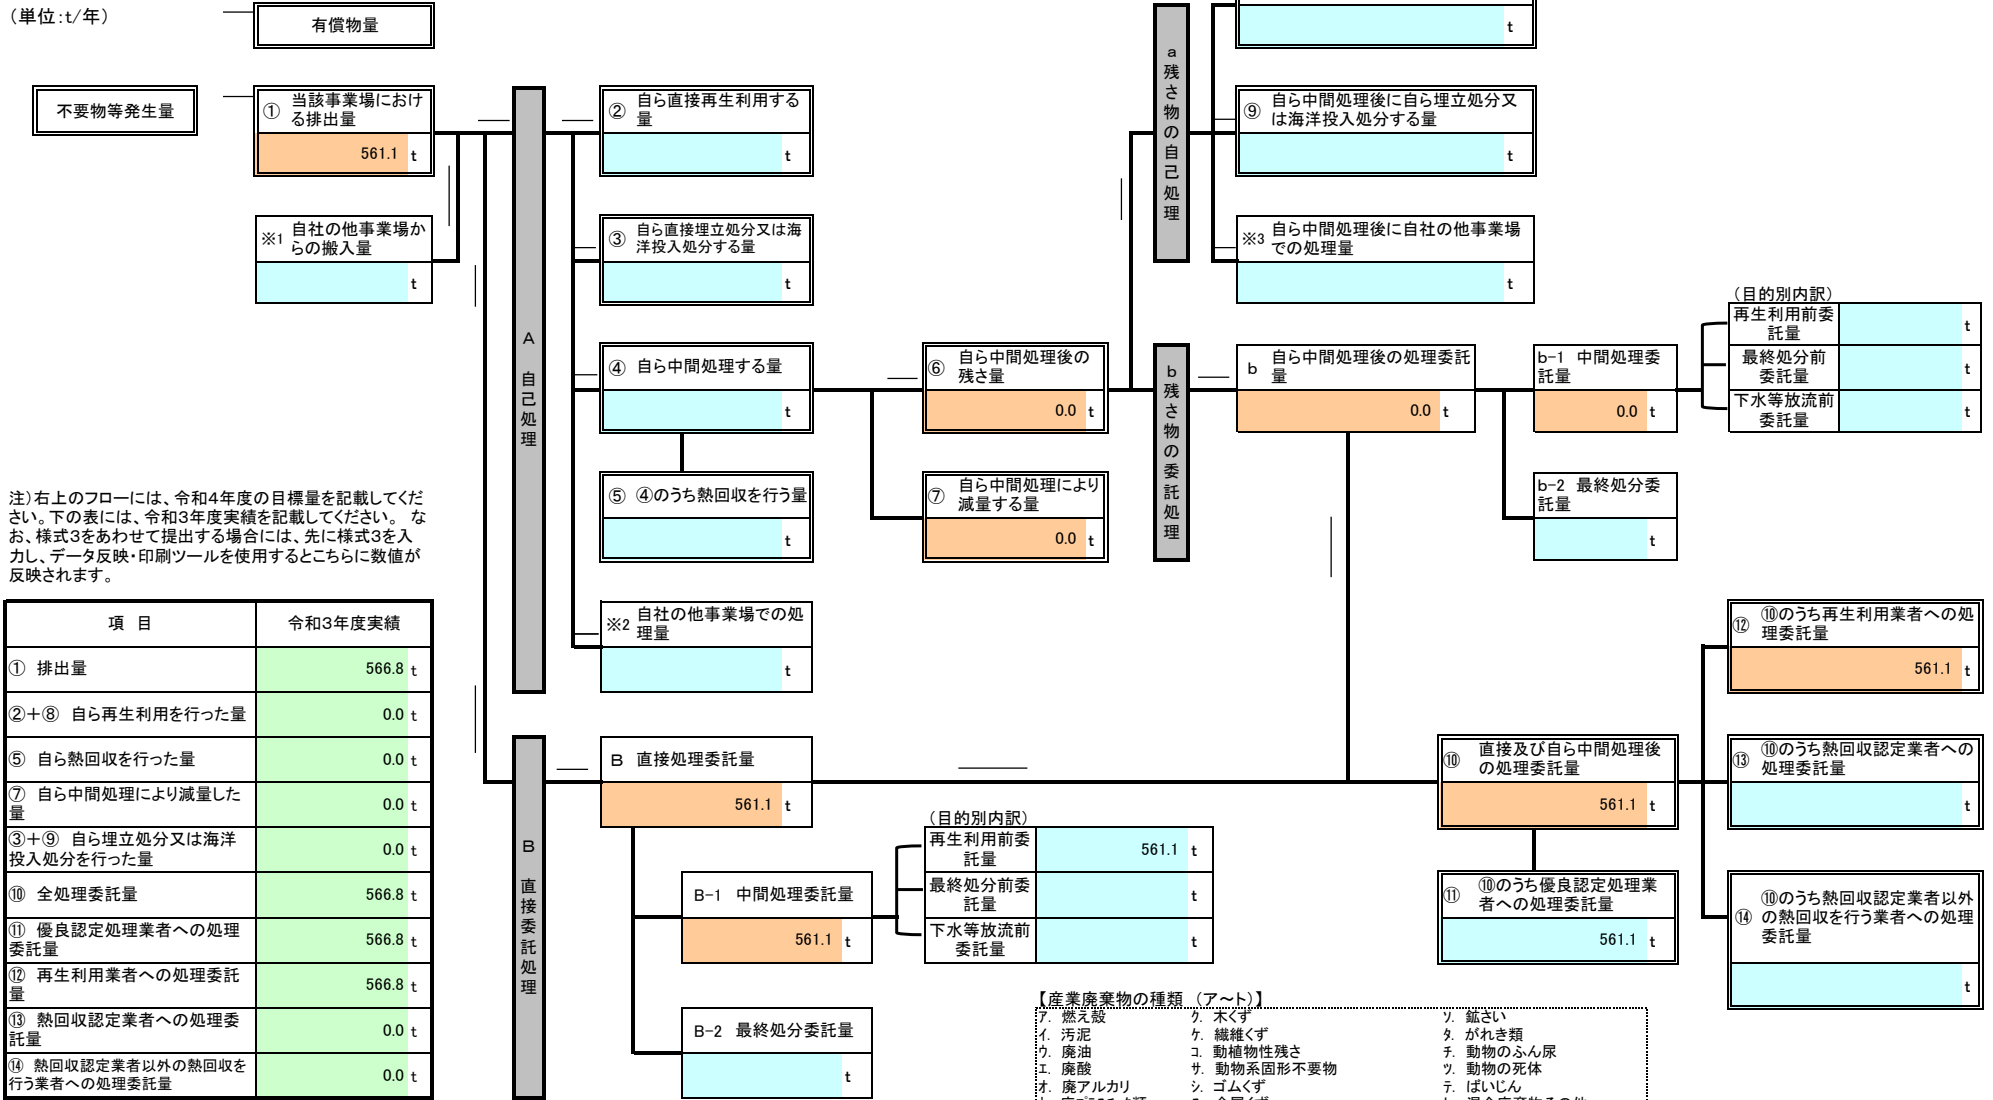 （単位:t/年）
有償物量
t
不要物等発生量
① 当該事業場におけ
る排出量
561.1 t
※1 自社の他事業場か
らの搬入量
t
A 自己処理
② 自ら直接再生利用する
量
t
③ 自ら直接埋立処分又は海
洋投入処分する量
t
④ 自ら中間処理する量
t
⑤ ④のうち熱回収を行う量
t
※2 自社の他事業場での処
理量
t
⑥ 自ら中間処理後の
残さ量
0.0 t
⑦ 自ら中間処理により
減量する量
0.0 t
a 残さ物の自己処理
⑨ 自ら中間処理後に自ら埋立処分又
は海洋投入処分する量
t
※3 自ら中間処理後に自社の他事業場
での処理量
t
b 残さ物の委託処理
b 自ら中間処理後の処理委託
量
0.0 t
b-1 中間処理委
託量
0.0 t
b-2 最終処分委
託量
t
（目的別内訳）
再生利用前委
託量
t
最終処分前
委託量
t
下水等放流前
委託量
t
注）右上のフローには、令和4年度の目標量を記載してくだ
さい。下の表には、令和3年度実績を記載してください。 な
お、様式3をあわせて提出する場合には、先に様式3を入
力し、データ反映・印刷ツールを使用するとこちらに数値が
反映されます。
項 目 令和3年度実績
① 排出量 566.8 t
②＋⑧ 自ら再生利用を行った量 0.0 t
⑤ 自ら熱回収を行った量 0.0 t
⑦ 自ら中間処理により減量した
量 0.0 t
③＋⑨ 自ら埋立処分又は海洋
投入処分を行った量 0.0 t
⑩ 全処理委託量 566.8 t
⑪ 優良認定処理業者への処理
委託量 566.8 t
⑫ 再生利用業者への処理委託
量 566.8 t
⑬ 熱回収認定業者への処理委
託量 0.0 t
⑭ 熱回収認定業者以外の熱回収を
行う業者への処理委託量 0.0 t
B 直接委託処理
B 直接処理委託量
561.1 t
B-1 中間処理委託量
561.1 t
B-2 最終処分委託量
t
（目的別内訳）
再生利用前委
託量
561.1 t
最終処分前委
託量
t
下水等放流前
委託量
t
⑩ 直接及び自ら中間処理後
の処理委託量
561.1 t
⑪ ⑩のうち優良認定処理業
者への処理委託量
561.1 t
⑫ ⑩のうち再生利用業者への処
理委託量
561.1 t
⑬ ⑩のうち熱回収認定業者への
処理委託量
t
⑭ ⑩のうち熱回収認定業者以外
の熱回収を行う業者への処理
委託量
t
【産業廃棄物の種類 （ア～ト）】
ア. 燃え殻 ク. 木くず ソ. 鉱さい
イ. 汚泥 ケ. 繊維くず タ. がれき類
ウ. 廃油 コ. 動植物性残さ チ. 動物のふん尿
エ. 廃酸 サ. 動物系固形不要物 ツ. 動物の死体
オ. 廃アルカリ シ. ゴムくず テ. ばいじん